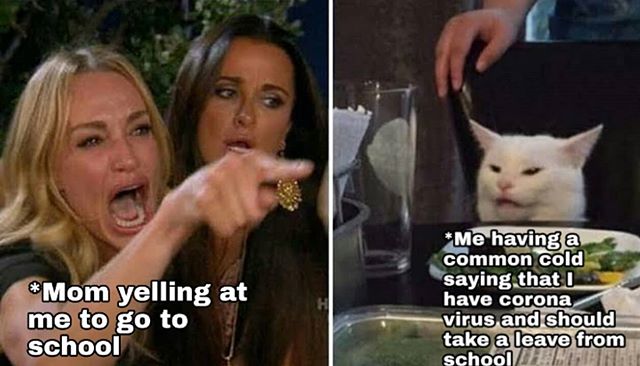 *Mom yelling at
me to go to
school
*Me having a
common cold
saying that I
have corona
virus and should
take a leave from
school